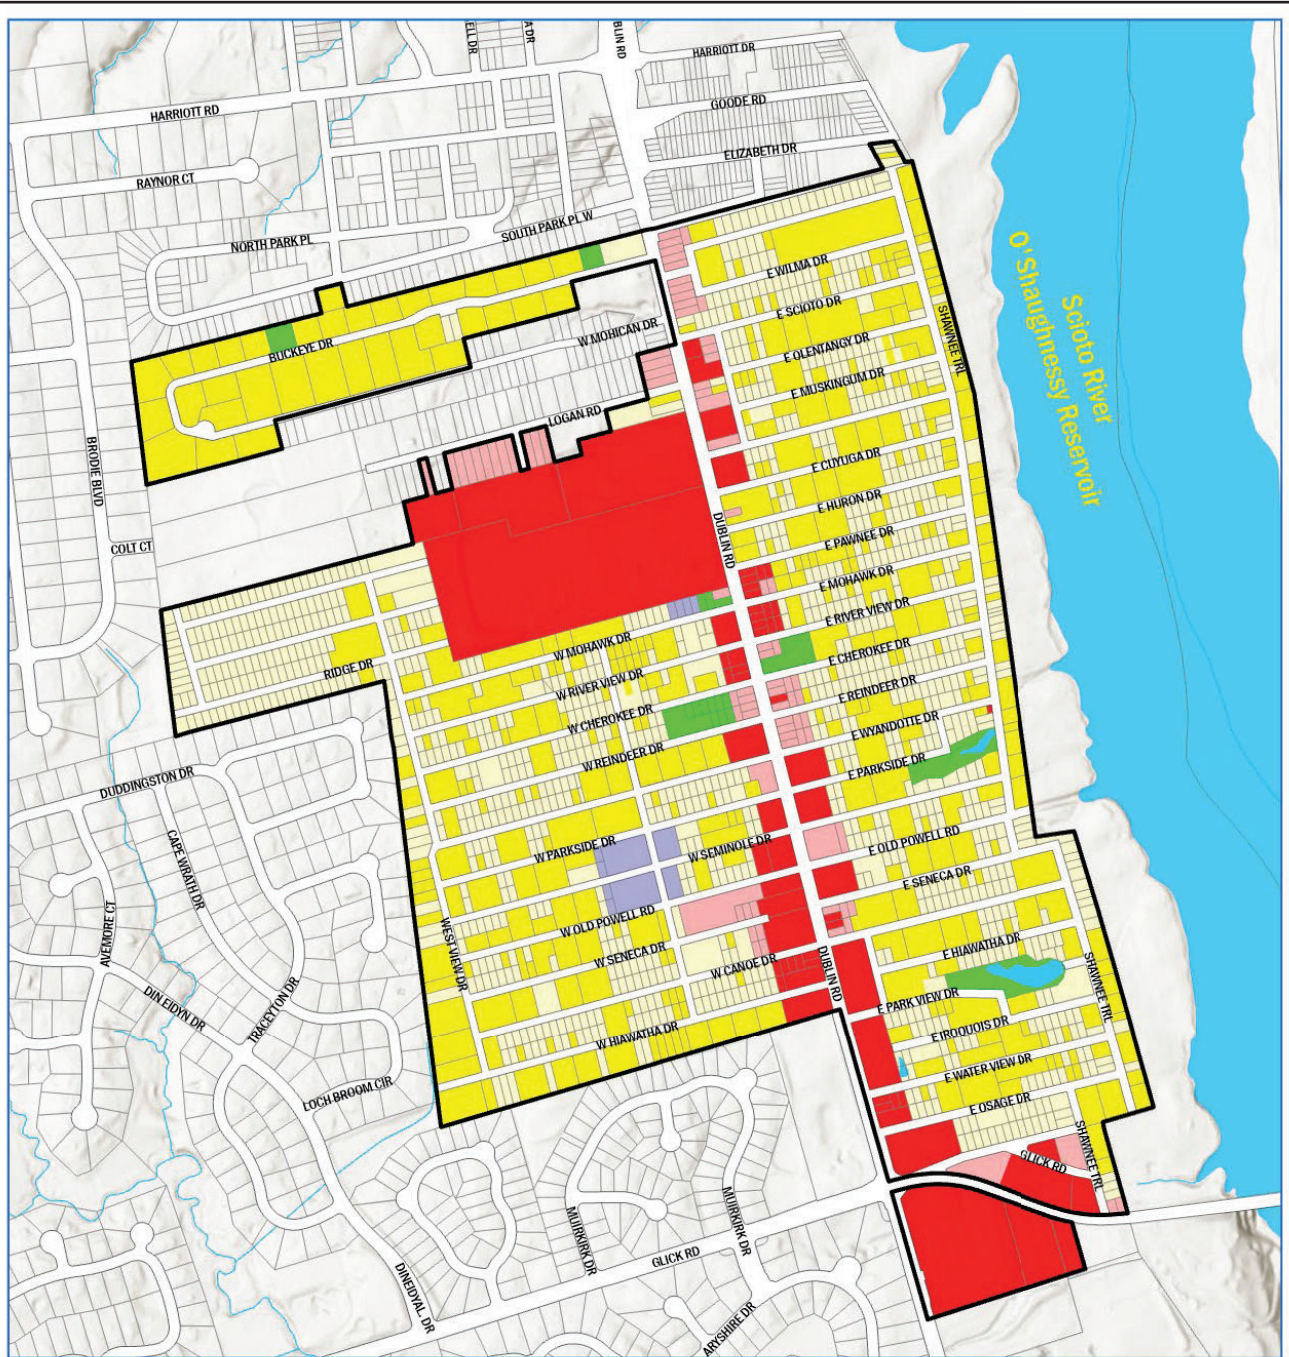 ELL DR
A DR
BLIN RD
HARRIOTT DR
HARRIOTT RD
GOODE RD
ELIZABETH DR
RAYNOR CT
SOUTH PARK PL W
NORTH PARK PL
E WILMA DR
E SCIOTO DR
SHAWNEE TRL
Scioto River
O'Shaughnessy Reservoir
W MOHICAN DR
BUCKEYE DR
E OLENTANGY DR
E MUSKINGUM DR
LOGAN RD
BRODIE BLVD
E CUYUGA DR
E HURON DR
DUBLIN RD
E PAWNEE DR
COLT CT
E MOHAWK DR
E RIVER VIEW DR
W MOHAWK DR
E CHEROKEE DR
RIDGE DR
W RIVER VIEW DR
E REINDEER DR
W CHEROKEE DR
E WYANDOTTE DR
W REINDEER DR
E PARKSIDE DR
DUDDINGSTON DR
CAPE WRATH DR
W PARKSIDE DR
W SEMINOLE DR
E OLD POWELL RD
E SENECA DR
AVEMORE CT
WEST VIEW DR
W OLD POWELL RD
W SENECA DR
W CANOE DR
DUBLIN RD
E HIAWATHA DR
SHAWNEE TRL
DIN EIDYN DR
TRACEYTON DR
E PARK VIEW DR
W HIAWATHA DR
E IROQUOIS DR
E WATER VIEW DR
LOCH BROOM CIR
E OSAGE DR
SHAWNEE TRL
GLICK RD
MUIRKIRK DR
MUIRKIRK DR
GLICK RD
DINEIDYAL. DR
ARYSHIRE DR